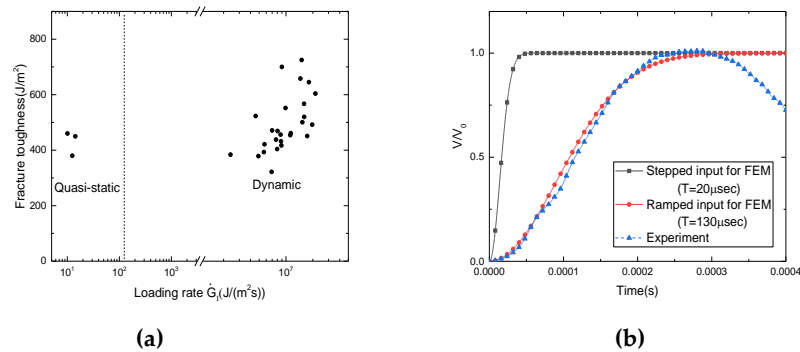 800
600
400
200
0
Fracture toughness(J/m²)
Quasi-static
Dynamic
10¹ 10² 10³ 10⁷
Loading rate Ġ_I(J/(m²s))
(a)
1.0
0.5
0.0
V/V₀
Stepped input for FEM
(T=20μsec)
Ramped input for FEM
(T=130μsec)
Experiment
0.0000 0.0001 0.0002 0.0003 0.0004
Time(s)
(b)